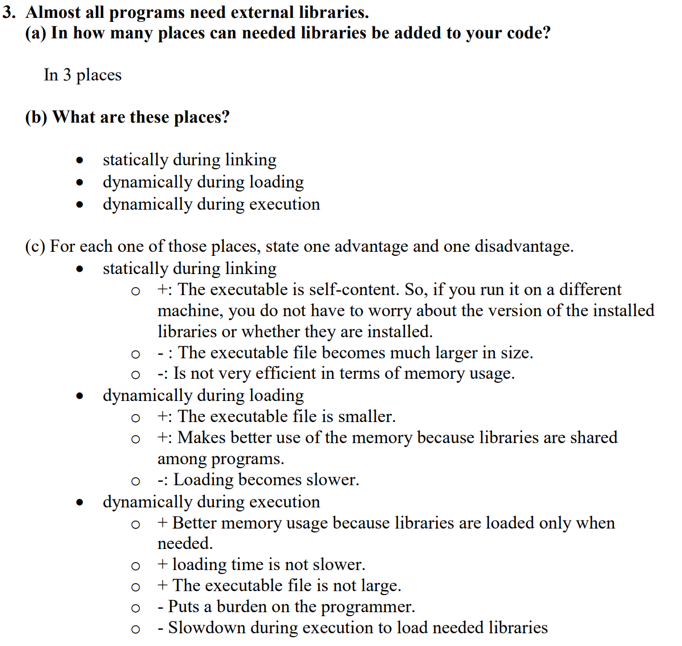 3. Almost all programs need external libraries.
(a) In how many places can needed libraries be added to your code?
In 3 places
(b) What are these places?
• statically during linking
• dynamically during loading
• dynamically during execution
(c) For each one of those places, state one advantage and one disadvantage.
• statically during linking
o +: The executable is self-content. So, if you run it on a different
machine, you do not have to worry about the version of the installed
libraries or whether they are installed.
o - : The executable file becomes much larger in size.
o -: Is not very efficient in terms of memory usage.
• dynamically during loading
o +: The executable file is smaller.
o +: Makes better use of the memory because libraries are shared
among programs.
o -: Loading becomes slower.
• dynamically during execution
o + Better memory usage because libraries are loaded only when
needed.
o + loading time is not slower.
o + The executable file is not large.
o - Puts a burden on the programmer.
o - Slowdown during execution to load needed libraries